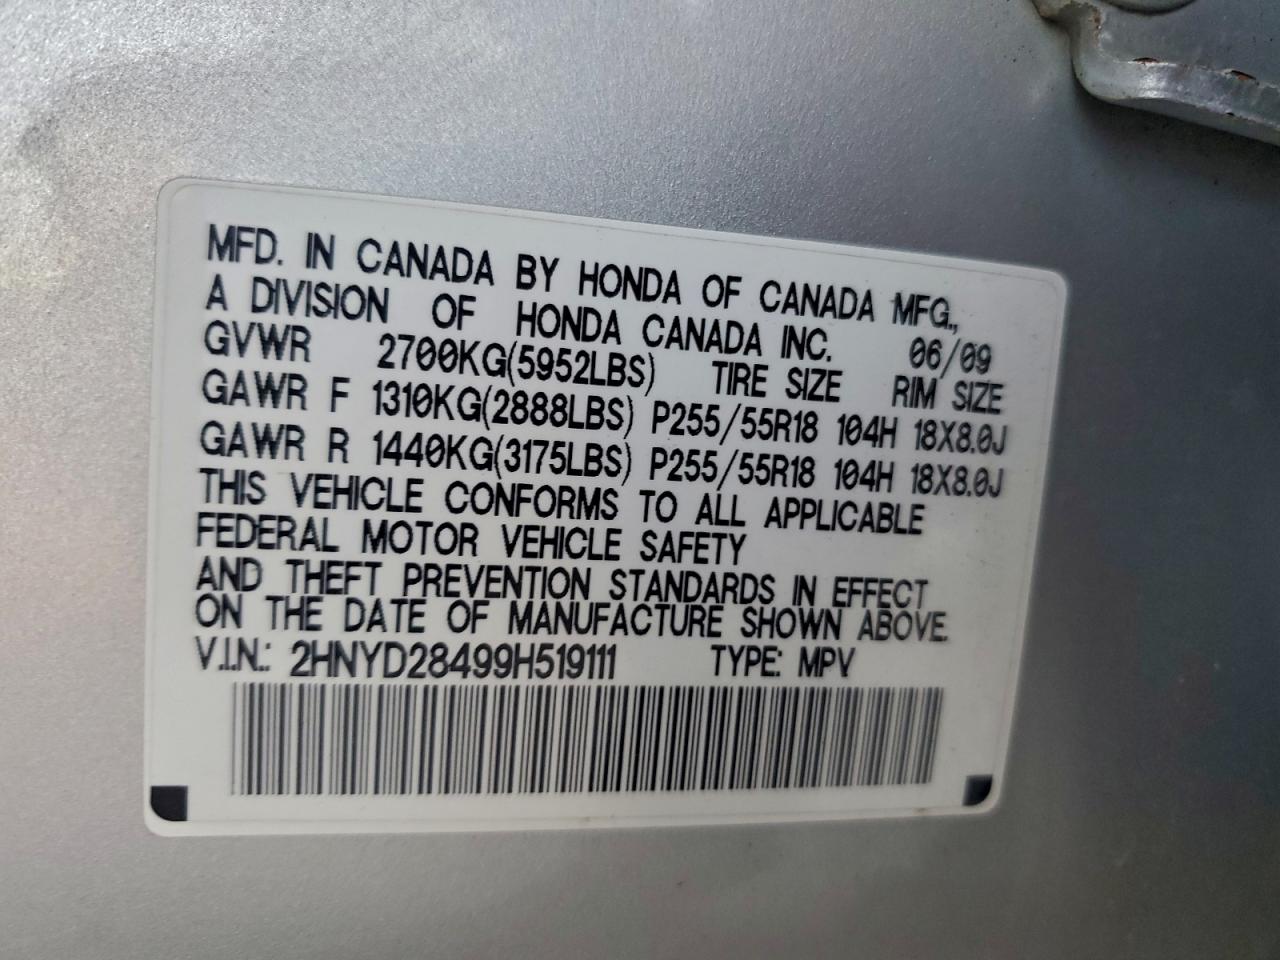 MFD. IN CANADA BY HONDA OF CANADA MFG.,
A DIVISION OF HONDA CANADA INC. 06/09
GVWR 2700KG(5952LBS) TIRE SIZE RIM SIZE
GAWR F 1310KG(2888LBS) P255/55R18 104H 18X8.0J
GAWR R 1440KG(3175LBS) P255/55R18 104H 18X8.0J
THIS VEHICLE CONFORMS TO ALL APPLICABLE
FEDERAL MOTOR VEHICLE SAFETY
AND THEFT PREVENTION STANDARDS IN EFFECT
ON THE DATE OF MANUFACTURE SHOWN ABOVE.
V.I.N.: 2HNYD28499H519111 TYPE: MPV